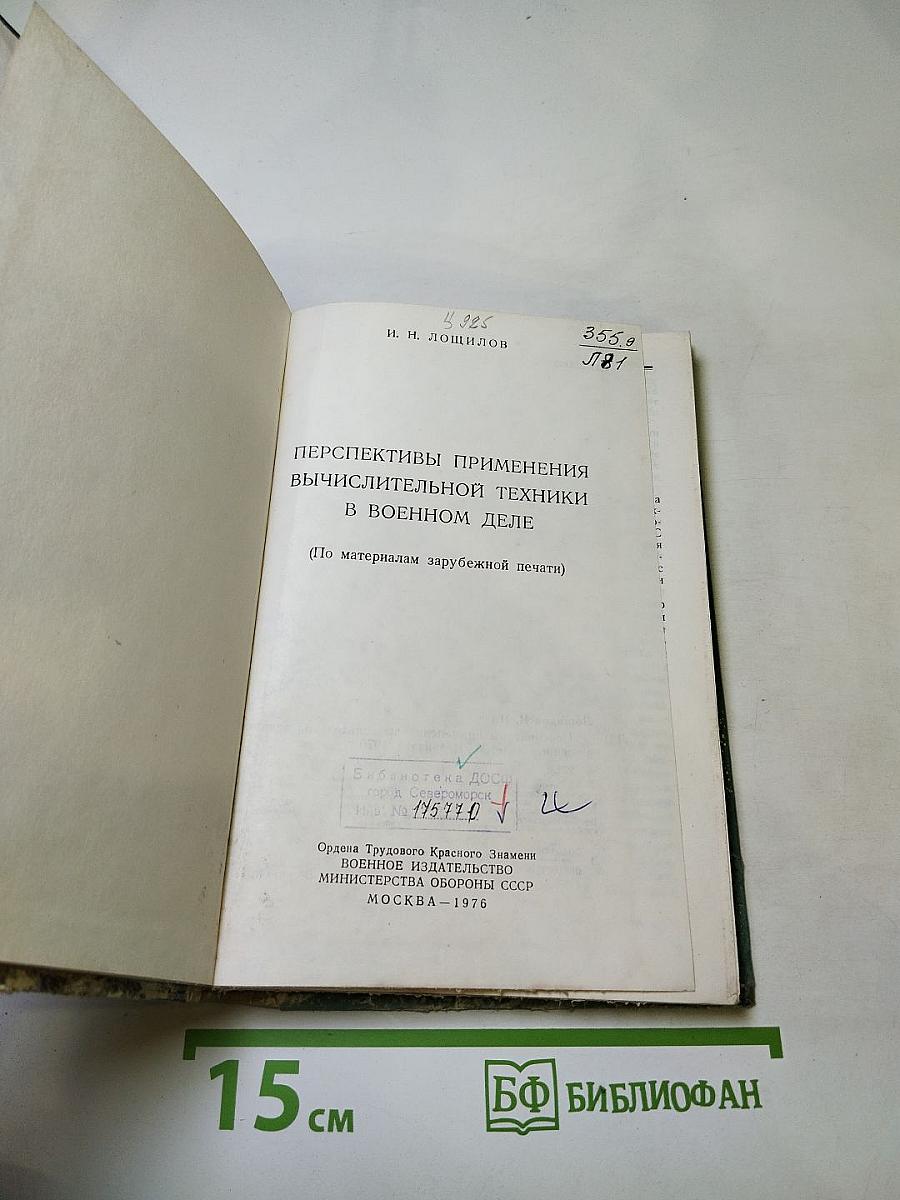 Ц 925
И. Н. ЛОЩИЛОВ
355.9
Л81
ПЕРСПЕКТИВЫ ПРИМЕНЕНИЯ
ВЫЧИСЛИТЕЛЬНОЙ ТЕХНИКИ
В ВОЕННОМ ДЕЛЕ
(По материалам зарубежной печати)
Библиотека ДОСФ
город Североморск
Инв. № 175770
Ордена Трудового Красного Знамени
ВОЕННОЕ ИЗДАТЕЛЬСТВО
МИНИСТЕРСТВА ОБОРОНЫ СССР
МОСКВА—1976
15 см
БФ БИБЛИОФАН